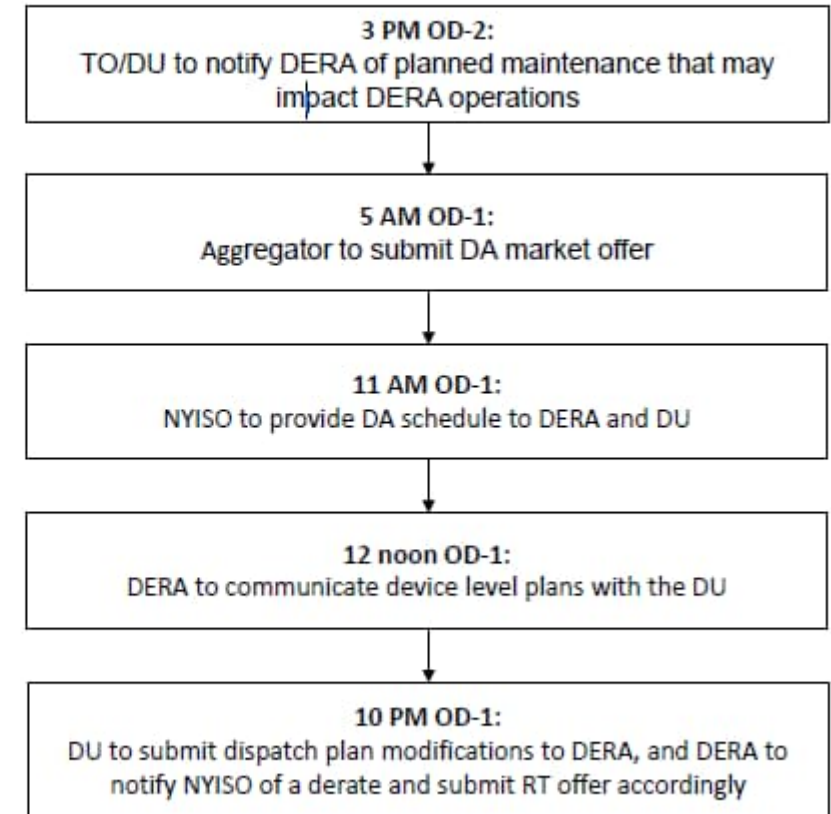 3 PM OD-2:
TO/DU to notify DERA of planned maintenance that may
impact DERA operations
5 AM OD-1:
Aggregator to submit DA market offer
11 AM OD-1:
NYISO to provide DA schedule to DERA and DU
12 noon OD-1:
DERA to communicate device level plans with the DU
10 PM OD-1:
DU to submit dispatch plan modifications to DERA, and DERA to
notify NYISO of a derate and submit RT offer accordingly